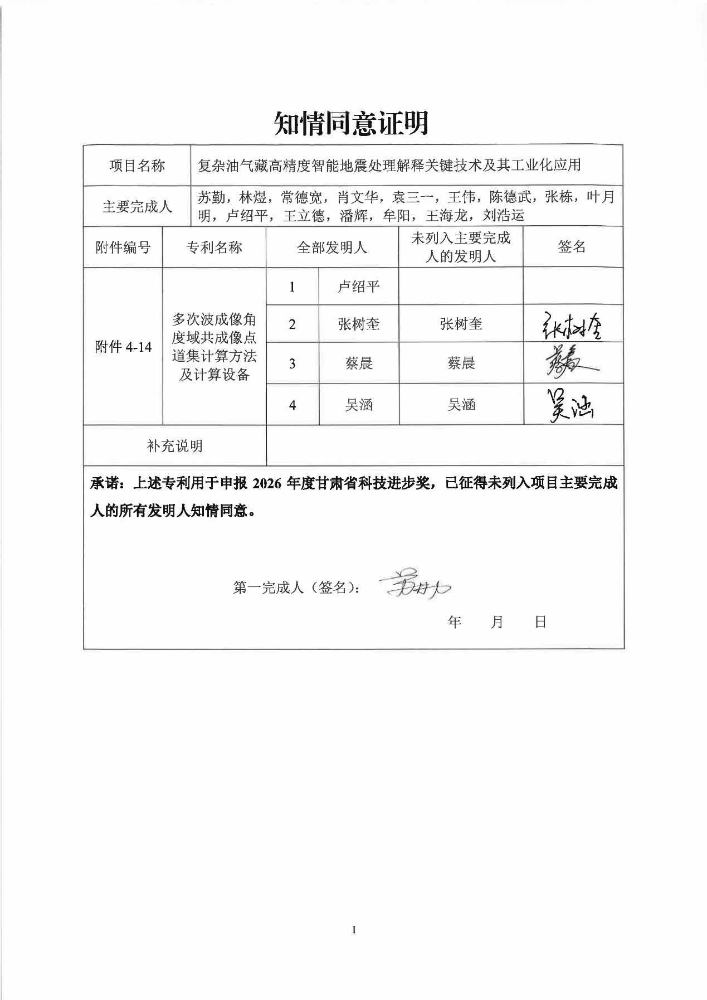 知情同意证明
项目名称
复杂油气藏高精度智能地震处理解释关键技术及其工业化应用
主要完成人
苏勤，林煜，常德宽，肖文华，袁三一，王伟，陈德武，张栋，叶月
明，卢绍平，王立德，潘辉，牟阳，王海龙，刘浩运
附件编号
专利名称
全部发明人
未列入主要完成
人的发明人
签名
附件 4-14
多次波成像角
度域共成像点
道集计算方法
及计算设备
1
卢绍平
2
张树奎
张树奎
张树奎
3
蔡晨
蔡晨
蔡晨
4
吴涵
吴涵
吴涵
补充说明
承诺：上述专利用于申报 2026 年度甘肃省科技进步奖，已征得未列入项目主要完成
人的所有发明人知情同意。
第一完成人（签名）：
苏勤
年 月 日
I